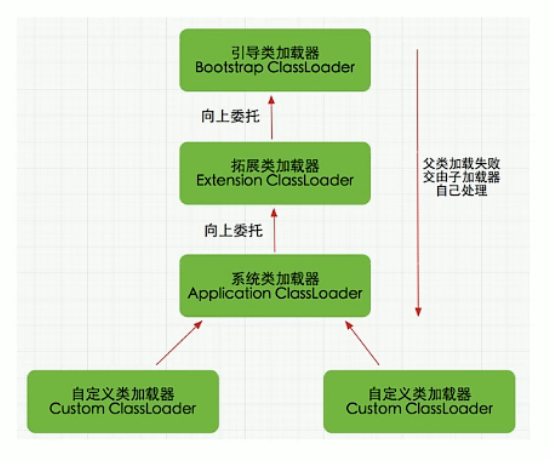 引导类加载器
Bootstrap ClassLoader
向上委托
拓展类加载器
Extension ClassLoader
父类加载失败
交由子加载器
自己处理
向上委托
系统类加载器
Application ClassLoader
自定义类加载器
Custom ClassLoader
自定义类加载器
Custom ClassLoader